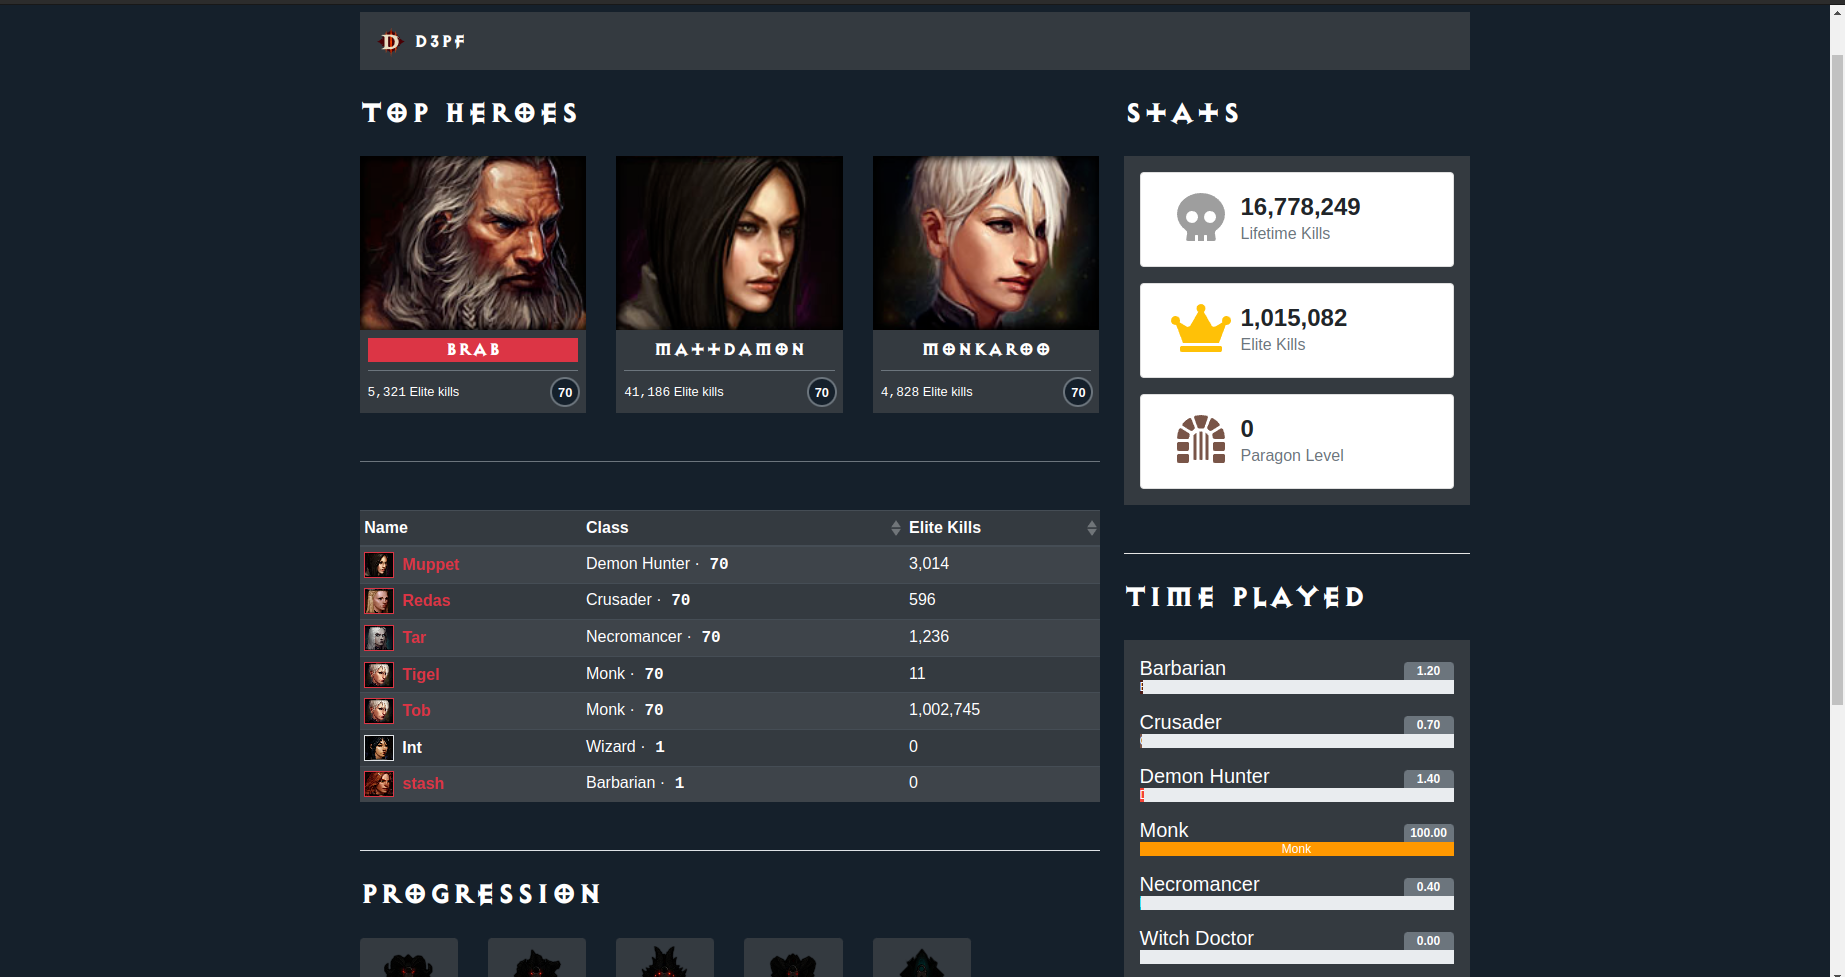 D3PF
TOP HEROES
BRAB
5,321 Elite kills
70
MATTDAMON
41,186 Elite kills
70
MONKAROO
4,828 Elite kills
70
Name Class Elite Kills
Muppet Demon Hunter · 70 3,014
Redas Crusader · 70 596
Tar Necromancer · 70 1,236
Tigel Monk · 70 11
Tob Monk · 70 1,002,745
Int Wizard · 1 0
stash Barbarian · 1 0
PROGRESSION
STATS
16,778,249
Lifetime Kills
1,015,082
Elite Kills
0
Paragon Level
TIME PLAYED
Barbarian 1.20
Crusader 0.70
Demon Hunter 1.40
Monk 100.00
Monk
Necromancer 0.40
Witch Doctor 0.00